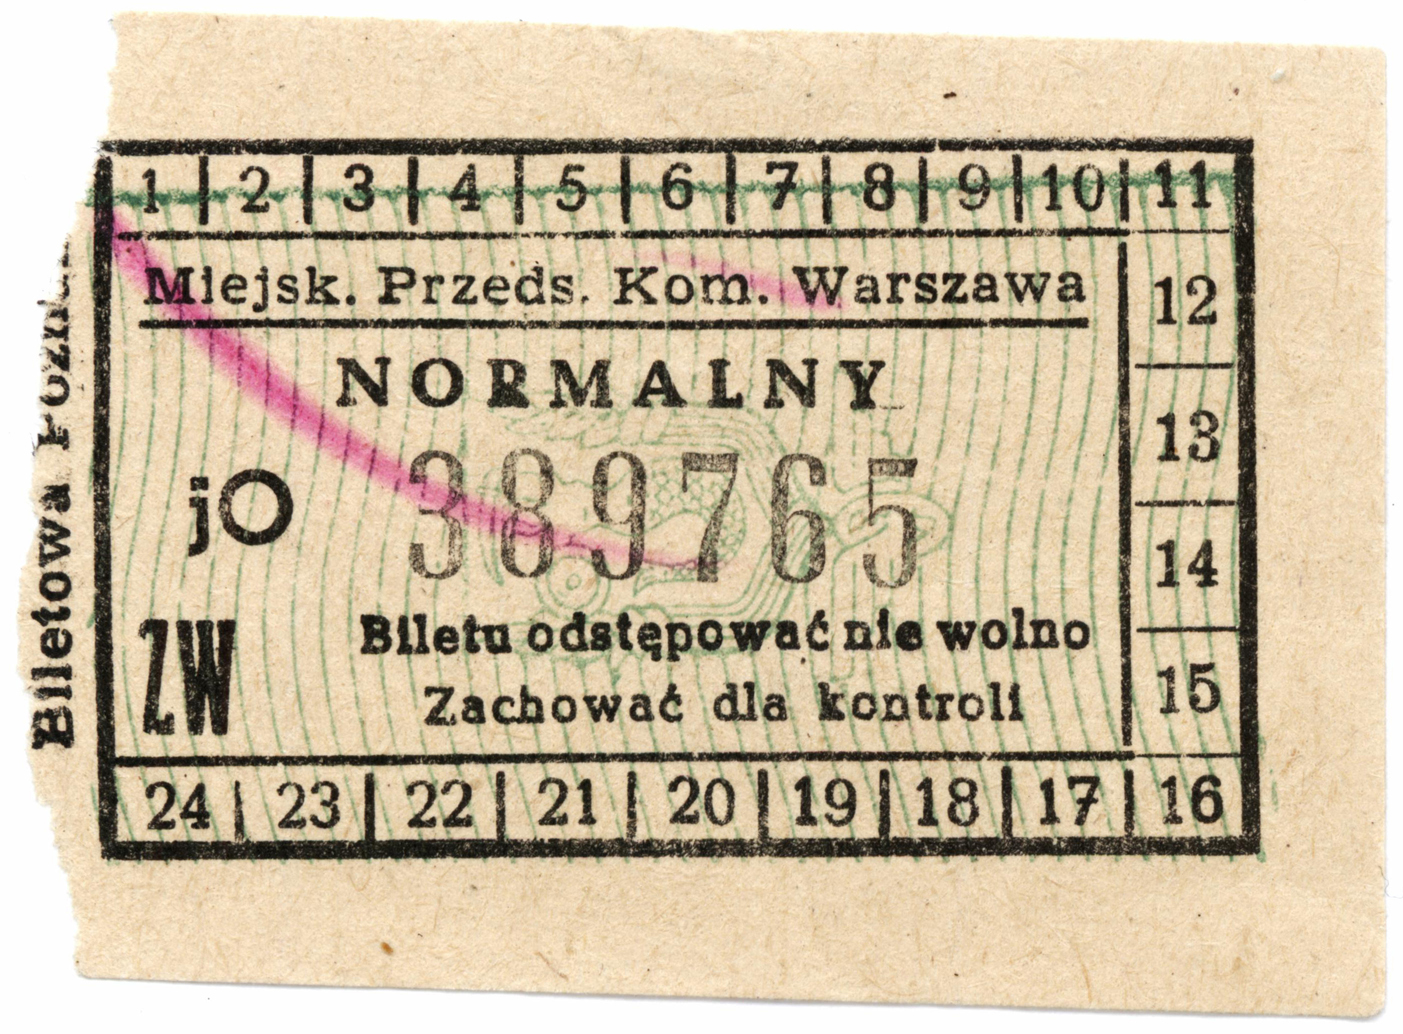 1 2 3 4 5 6 7 8 9 10 11
Miejsk. Przeds. Kom. Warszawa
12
NORMALNY
13
jO 389765
14
ZW Biletu odstępować nie wolno
15
Zachować dla kontroli
24 23 22 21 20 19 18 17 16
Biletowa